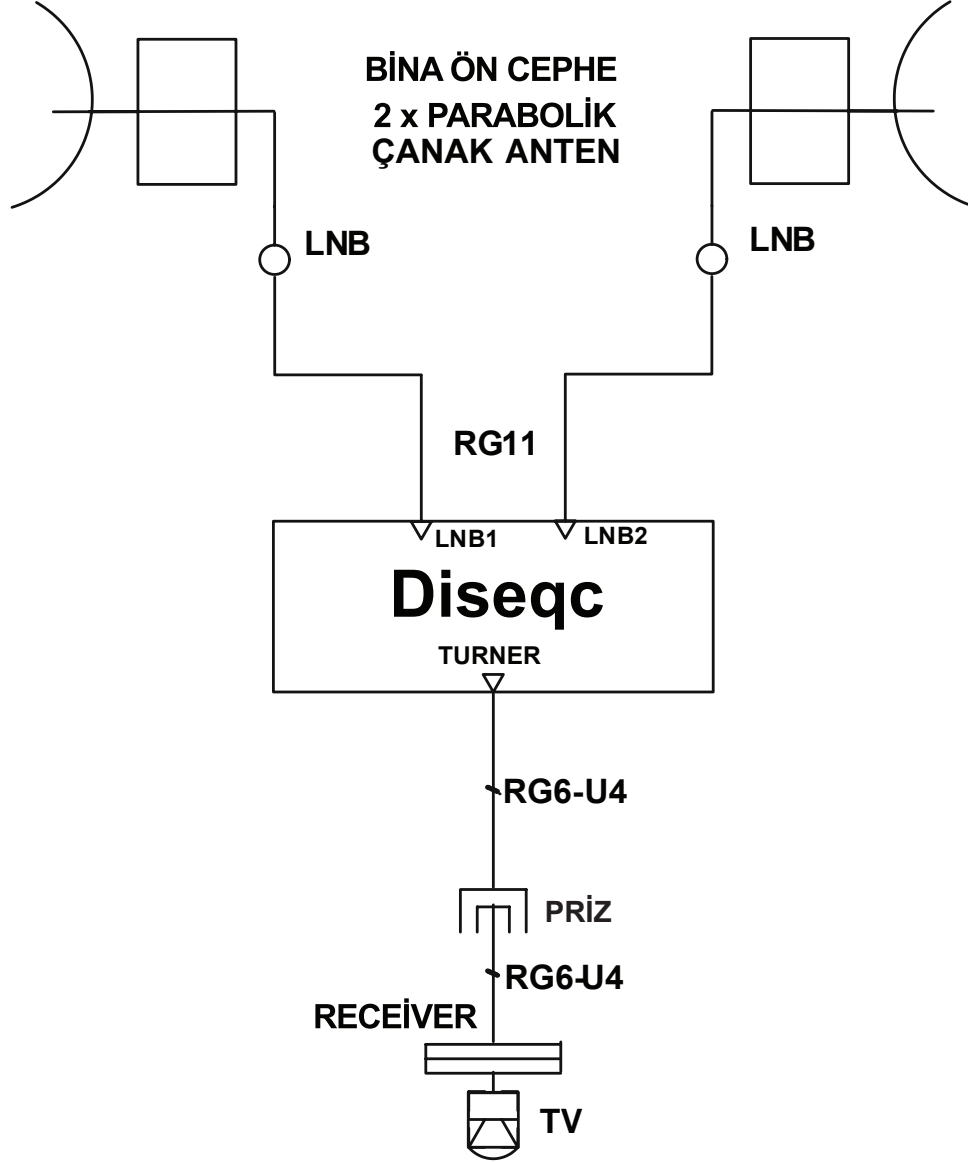 BİNA ÖN CEPHE
2 x PARABOLİK
ÇANAK ANTEN
LNB
LNB
RG11
LNB1
LNB2
Diseqc
TURNER
RG6-U4
PRİZ
RG6-U4
RECEİVER
TV